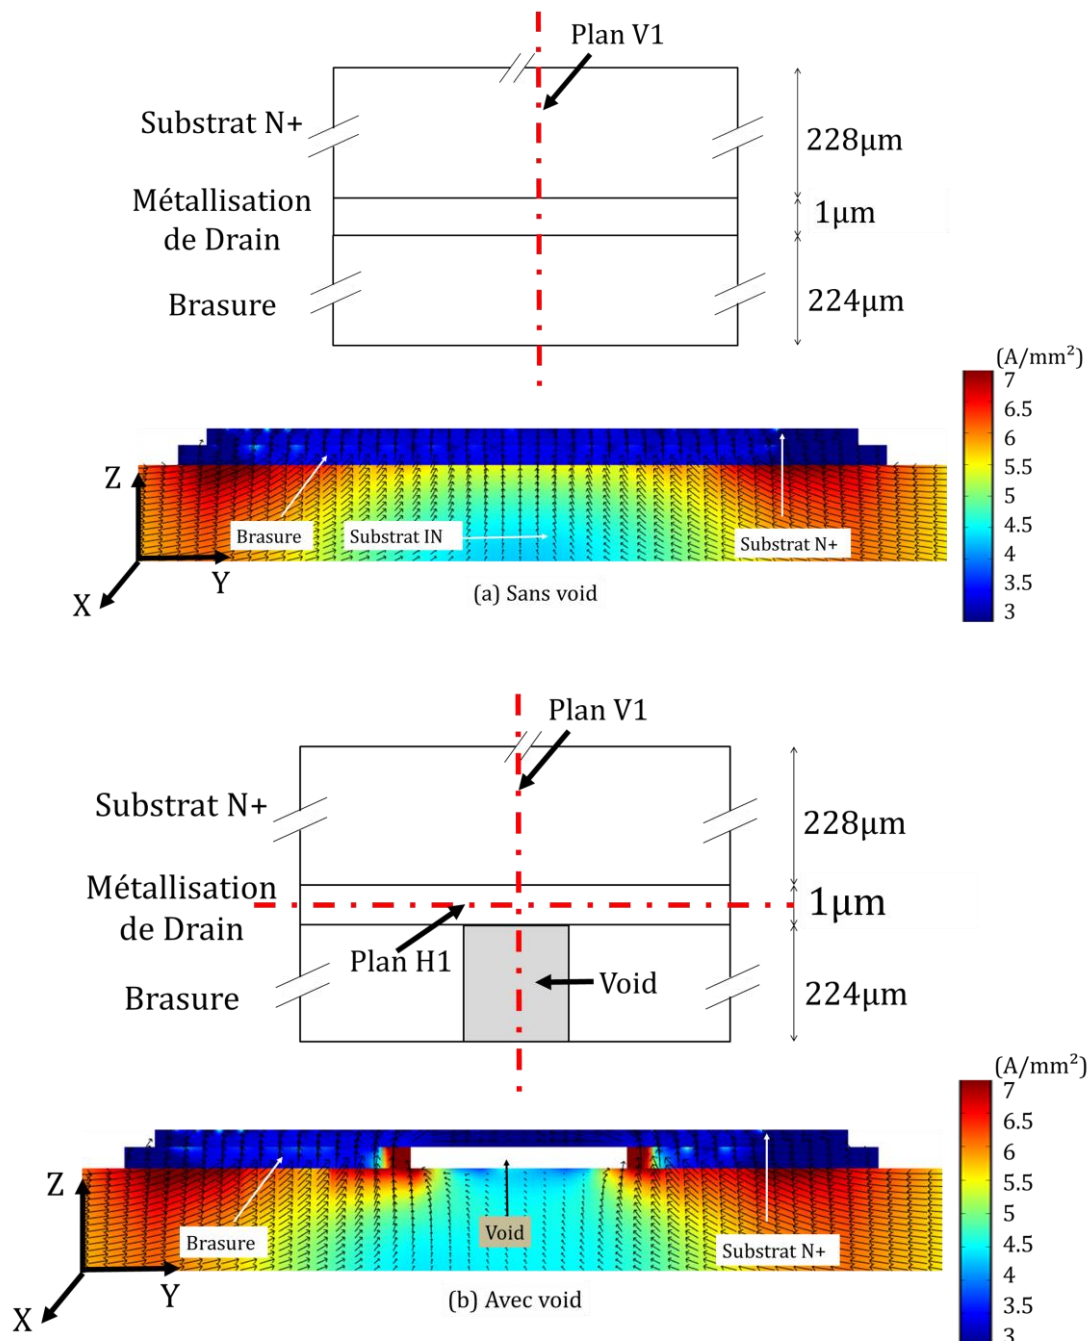 Plan V1
Substrat N+
228µm
Métallisation
de Drain
1µm
Brasure
224µm
(A/mm²)
7
6.5
6
5.5
5
4.5
4
3.5
3
Z
Brasure
Substrat IN
Substrat N+
Y
X
(a) Sans void
Plan V1
Substrat N+
228µm
Métallisation
de Drain
1µm
Plan H1
Void
Brasure
224µm
(A/mm²)
7
6.5
6
5.5
5
4.5
4
3.5
3
Z
Brasure
Void
Substrat N+
Y
X
(b) Avec void